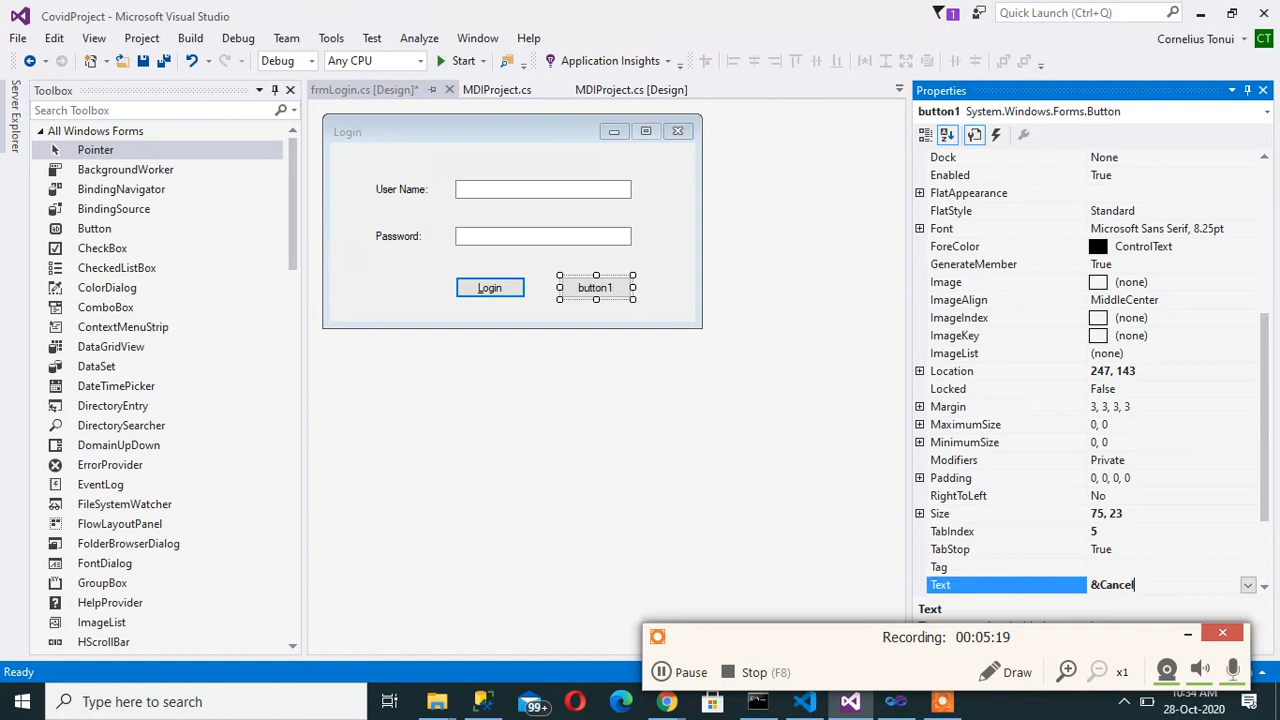 CovidProject - Microsoft Visual Studio
1
Quick Launch (Ctrl+Q)
File Edit View Project Build Debug Team Tools Test Analyze Window Help
Cornelius Tonui
CT
Debug
Any CPU
Start
Application Insights
Server Explorer
Toolbox
Search Toolbox
All Windows Forms
Pointer
BackgroundWorker
BindingNavigator
BindingSource
Button
CheckBox
CheckedListBox
ColorDialog
ComboBox
ContextMenuStrip
DataGridView
DataSet
DateTimePicker
DirectoryEntry
DirectorySearcher
DomainUpDown
ErrorProvider
EventLog
FileSystemWatcher
FlowLayoutPanel
FolderBrowserDialog
FontDialog
GroupBox
HelpProvider
ImageList
HScrollBar
frmLogin.cs [Design]*
MDIProject.cs
MDIProject.cs [Design]
Login
User Name:
Password:
Login
button1
Properties
button1 System.Windows.Forms.Button
Dock None
Enabled True
FlatAppearance
FlatStyle Standard
Font Microsoft Sans Serif, 8.25pt
ForeColor ControlText
GenerateMember True
Image (none)
ImageAlign MiddleCenter
ImageIndex (none)
ImageKey (none)
ImageList (none)
Location 247, 143
Locked False
Margin 3, 3, 3, 3
MaximumSize 0, 0
MinimumSize 0, 0
Modifiers Private
Padding 0, 0, 0, 0
RightToLeft No
Size 75, 23
TabIndex 5
TabStop True
Tag
Text &Cancel
Text
Recording: 00:05:19
Pause
Stop (F8)
Draw
x1
Ready
Type here to search
99+
10:34 AM
28-Oct-2020